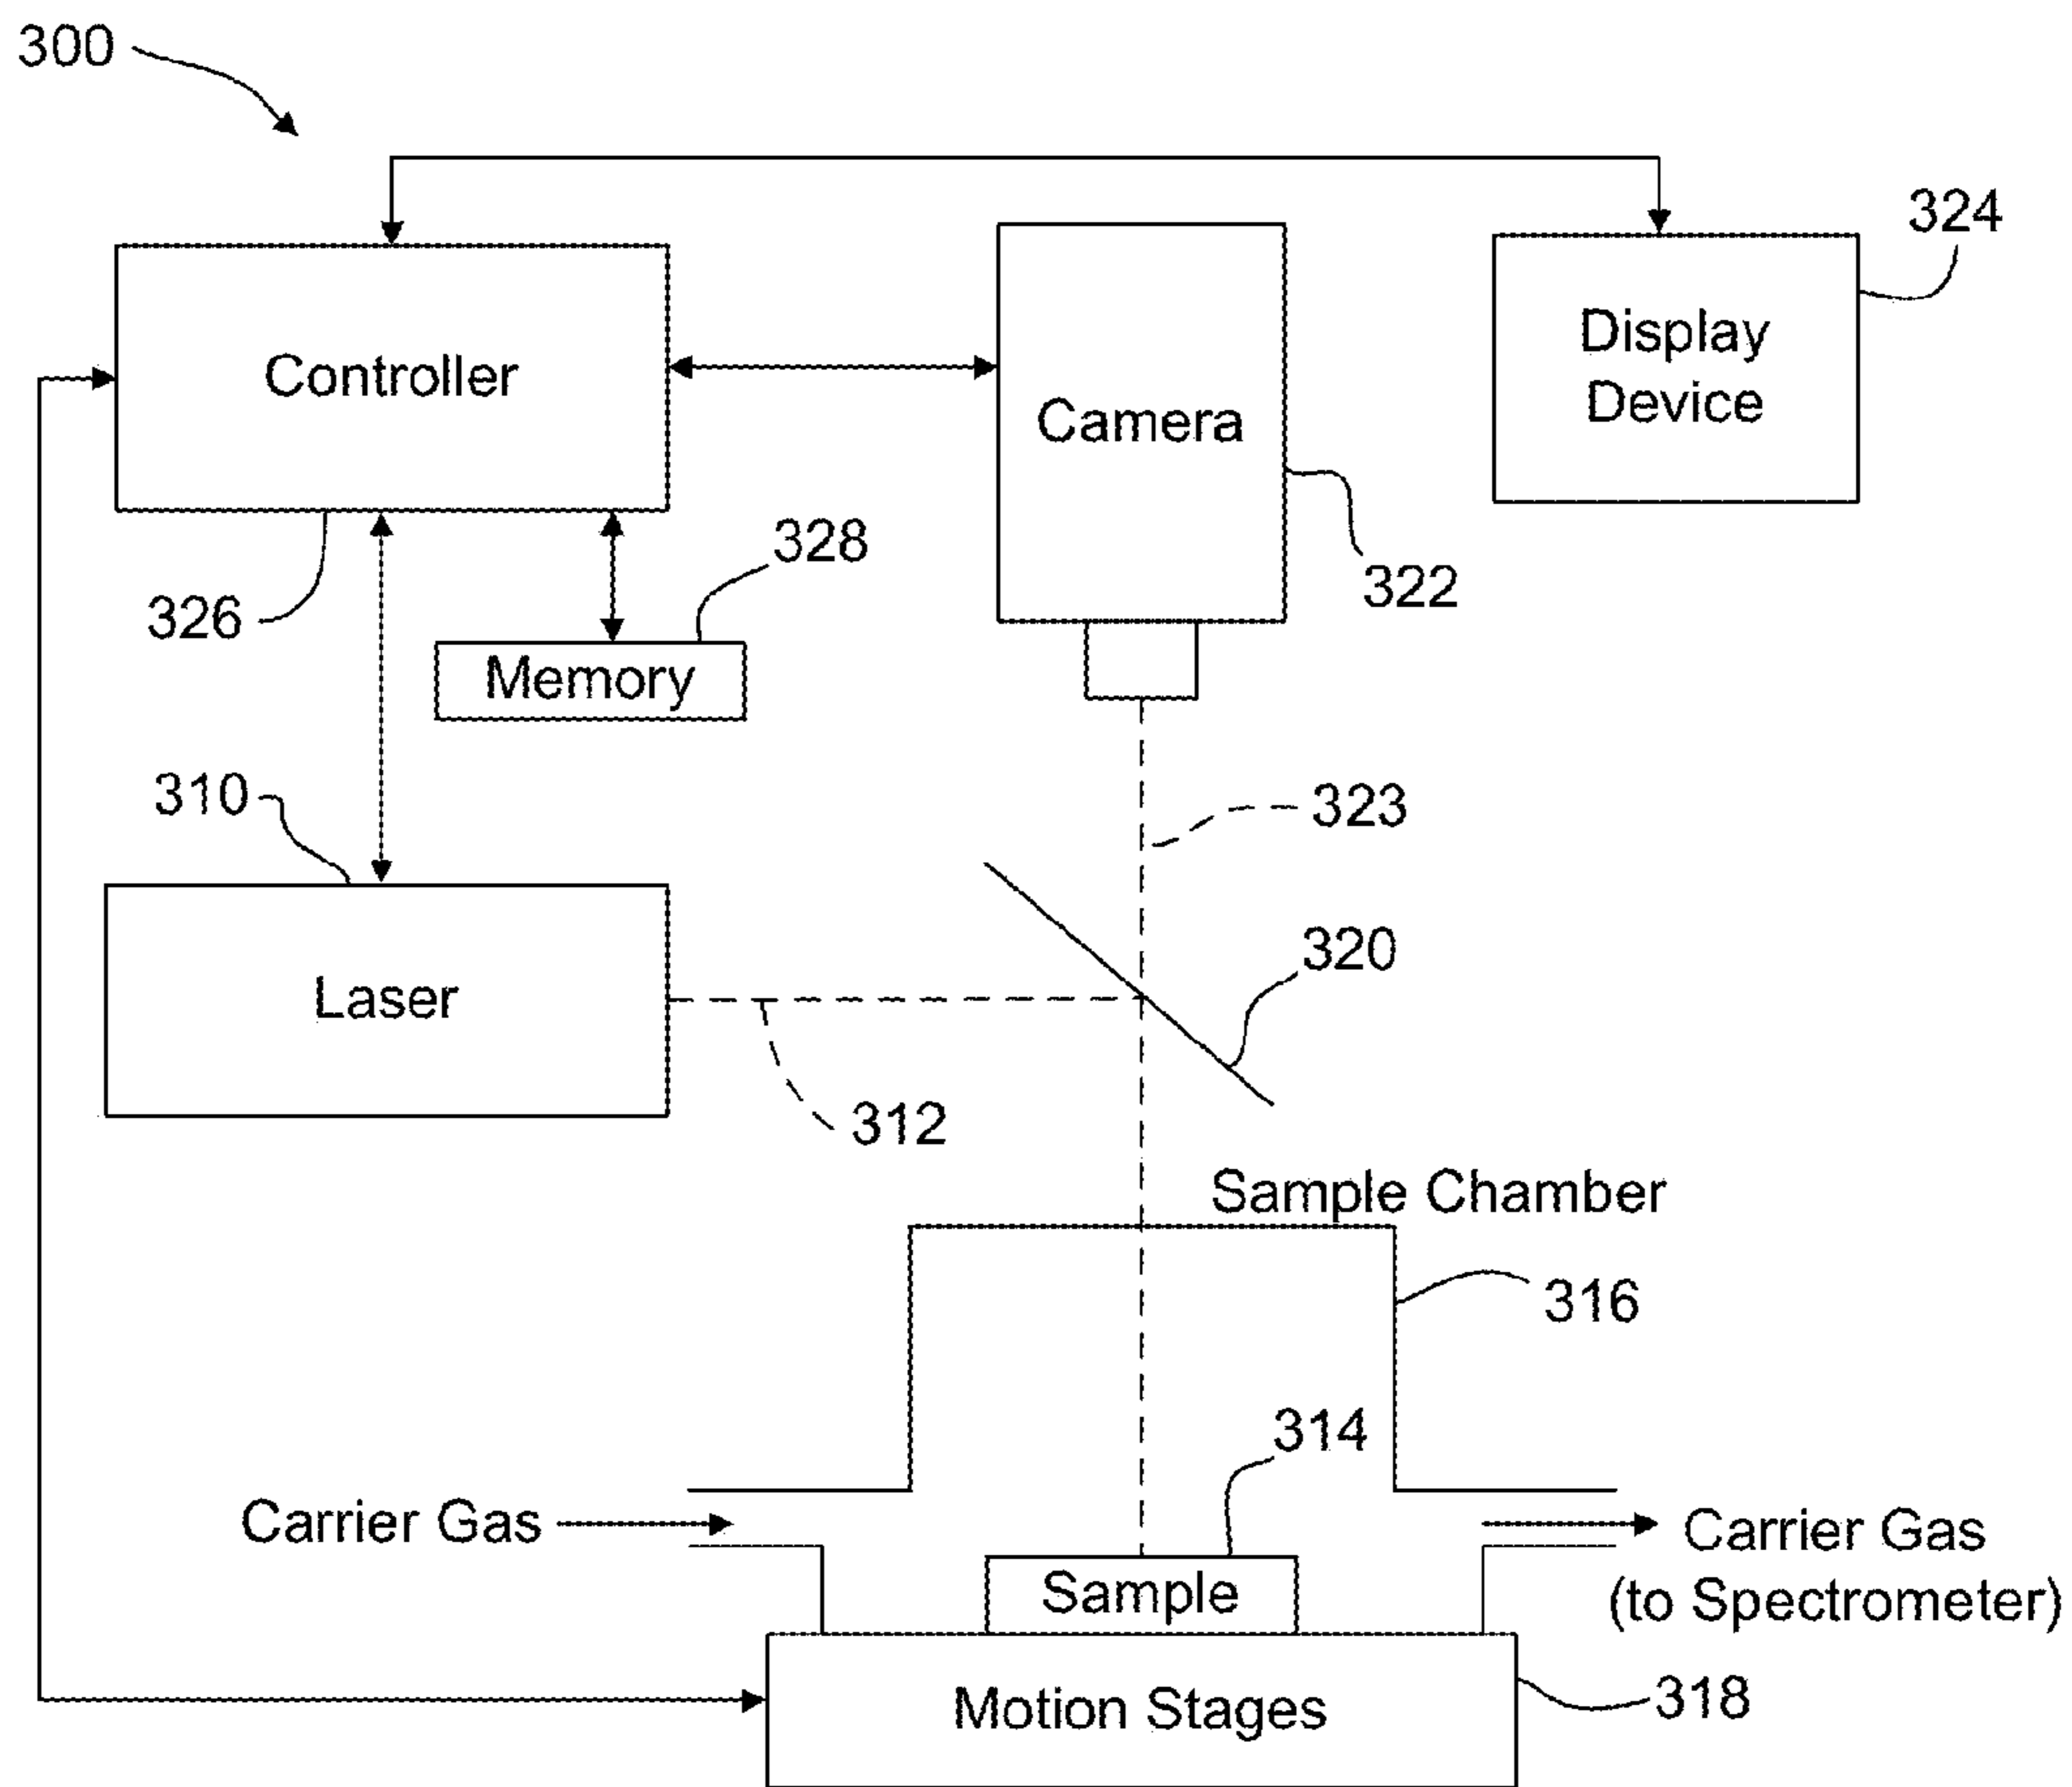 300
324
Display
Device
Controller
Camera
328
322
326
Memory
310
323
320
Laser
312
Sample Chamber
316
314
Carrier Gas
Carrier Gas
(to Spectrometer)
Sample
318
Motion Stages